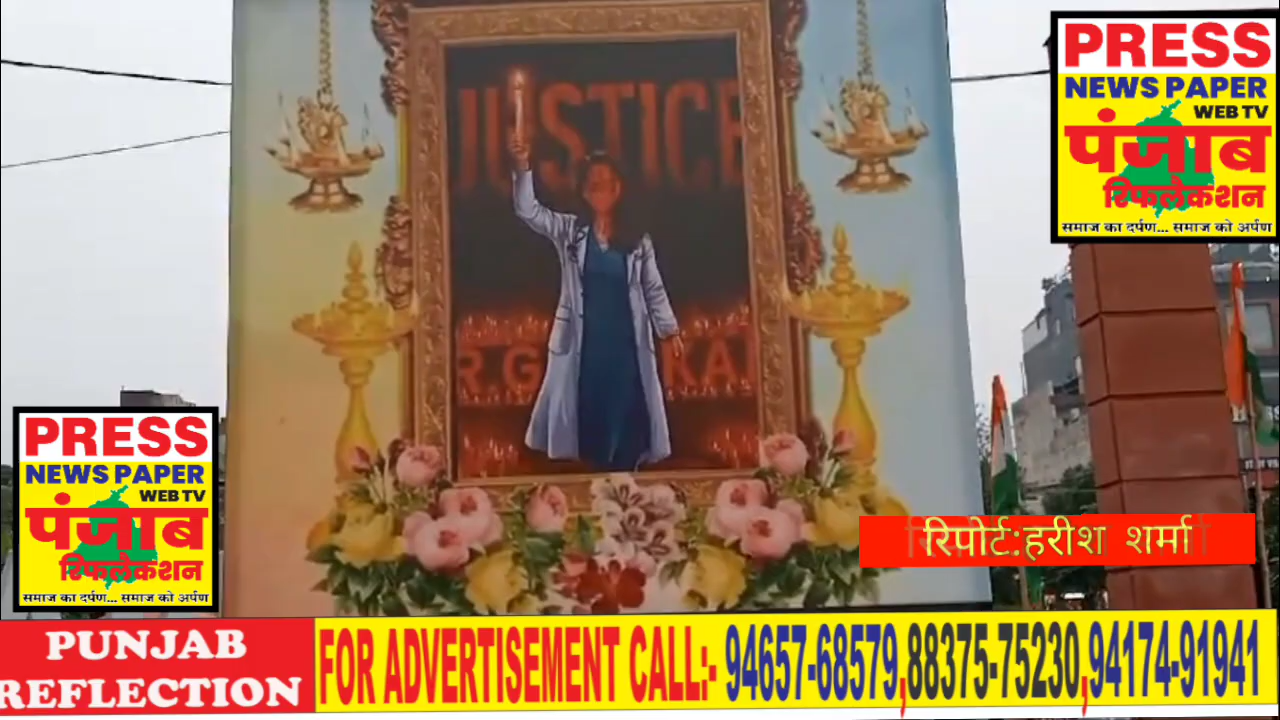 JUSTICE
R.G KAR
PRESS
NEWS PAPER
WEB TV
पंजाब
रिफलेकशन
समाज का दर्पण... समाज को अर्पण
PRESS
NEWS PAPER
WEB TV
पंजाब
रिफलेकशन
समाज का दर्पण... समाज को अर्पण
रिपोर्ट:हरीश शर्मा
PUNJAB
REFLECTION
FOR ADVERTISEMENT CALL:- 94657-68579,88375-75230,94174-91941